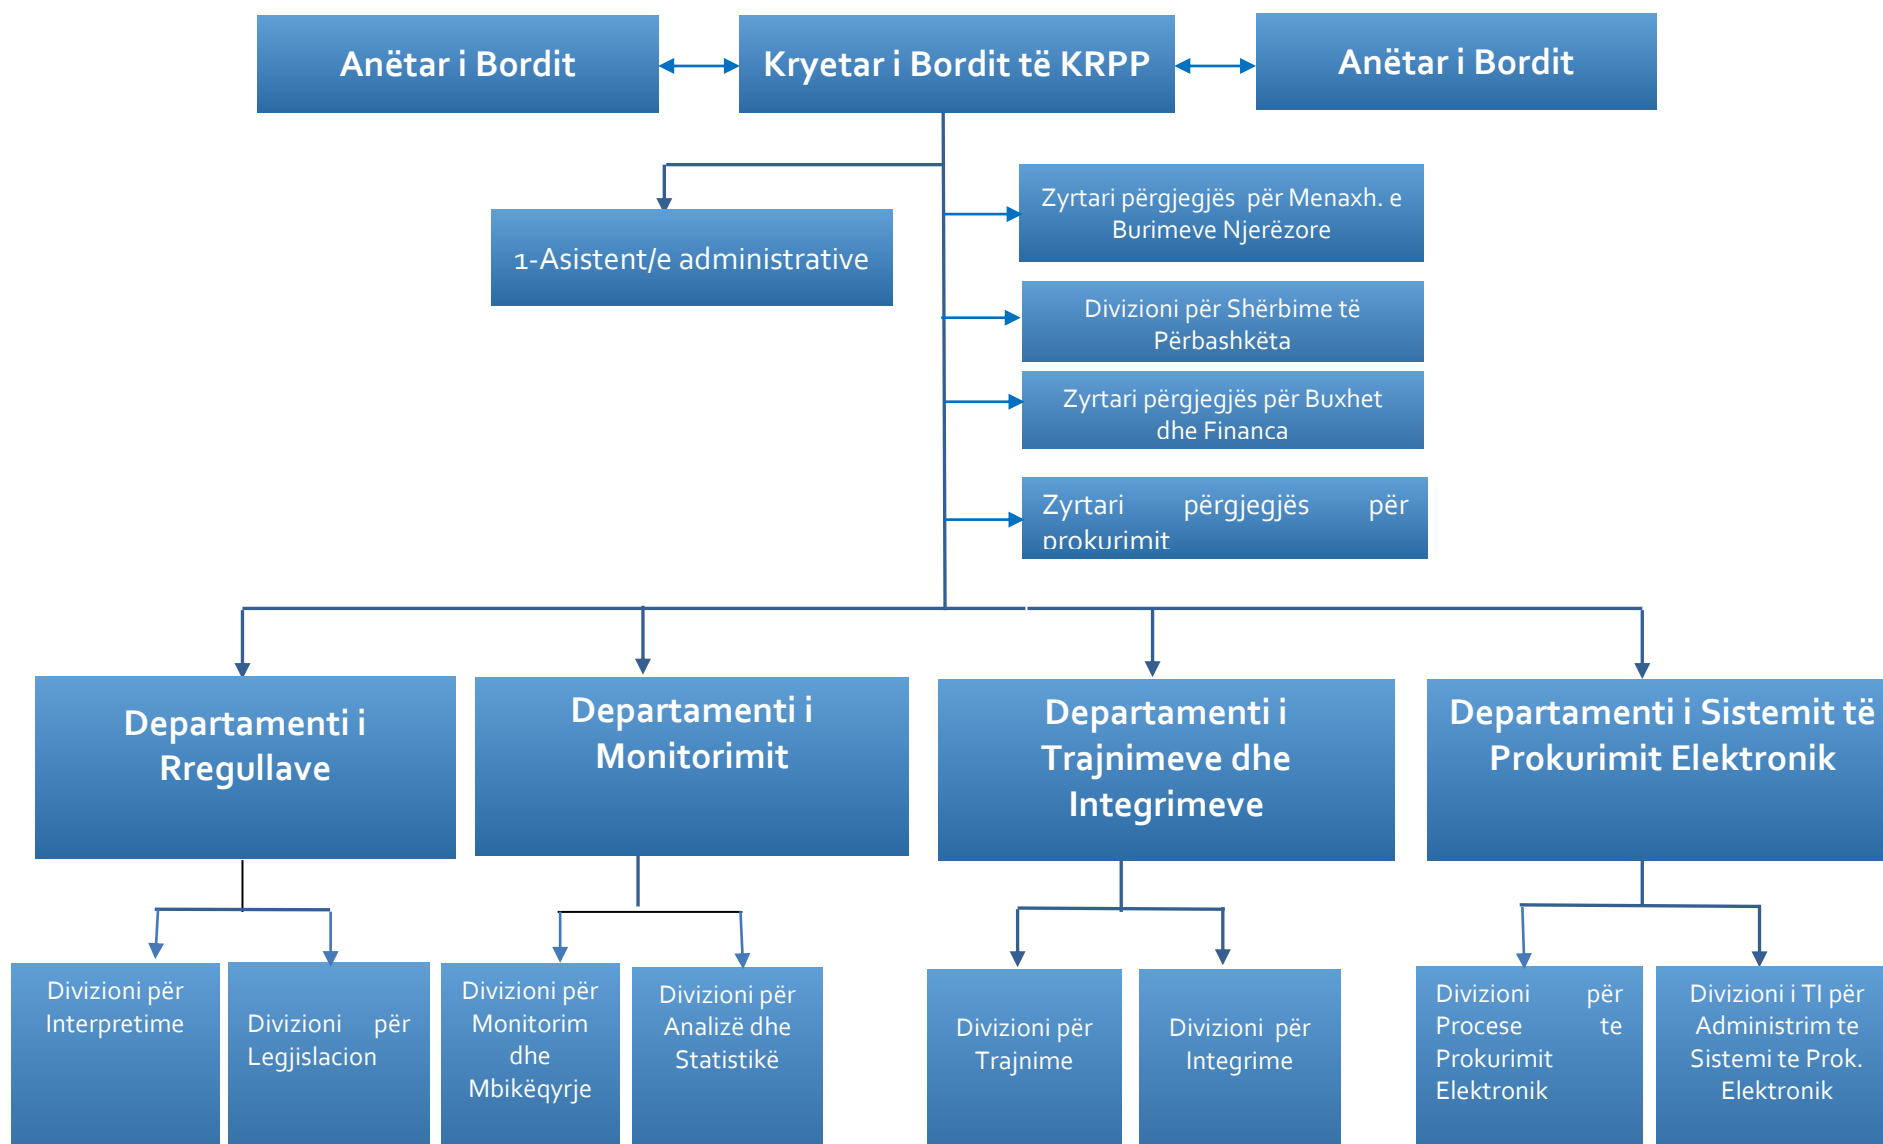 Anëtar i Bordit
Kryetar i Bordit të KRPP
Anëtar i Bordit
1-Asistent/e administrative
Zyrtari përgjegjës për Menaxh. e
Burimeve Njerëzore
Divizioni për Shërbime të
Përbashkëta
Zyrtari përgjegjës për Buxhet
dhe Financa
Zyrtari përgjegjës për
prokurimit
Departamenti i
Rregullave
Departamenti i
Monitorimit
Departamenti i
Trajnimeve dhe
Integrimeve
Departamenti i Sistemit të
Prokurimit Elektronik
Divizioni për
Interpretime
Divizioni për
Legjislacion
Divizioni për
Monitorim
dhe
Mbikëqyrje
Divizioni për
Analizë dhe
Statistikë
Divizioni për
Trajnime
Divizioni për
Integrime
Divizioni për
Procese te
Prokurimit
Elektronik
Divizioni i TI për
Administrim te
Sistemi te Prok.
Elektronik